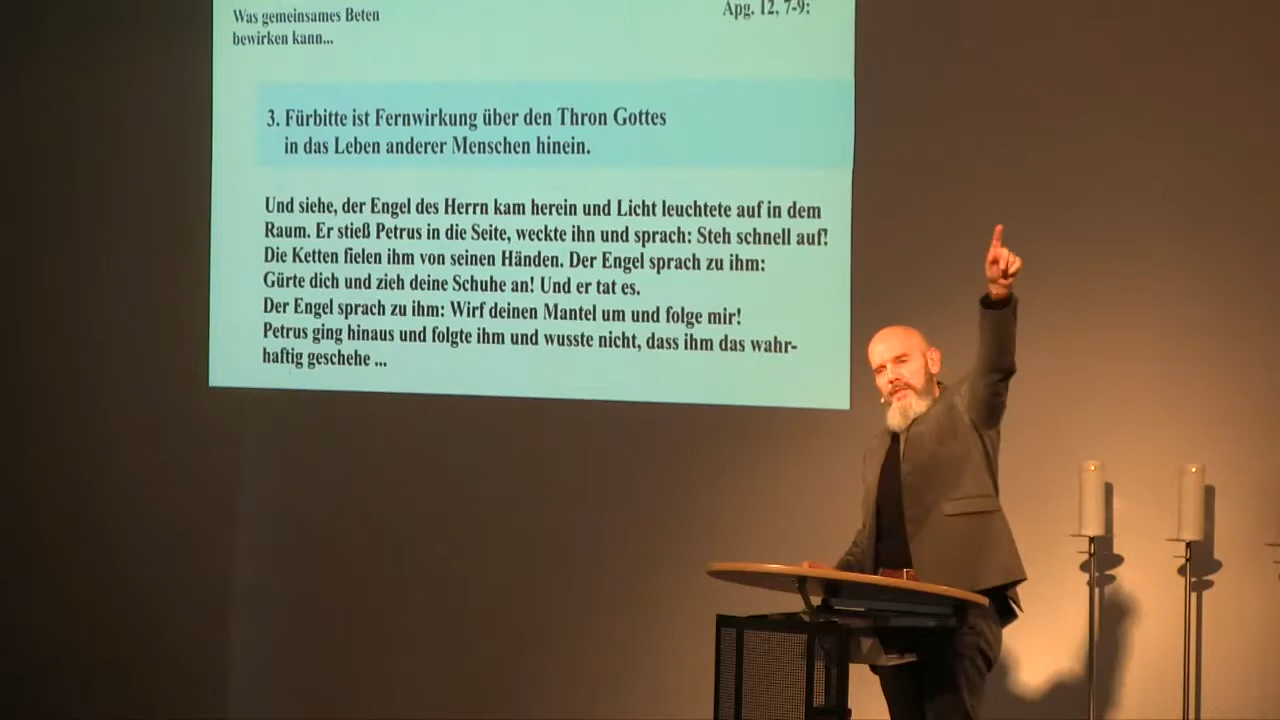 Was gemeinsames Beten
bewirken kann...
Apg. 12, 7-9:
3. Fürbitte ist Fernwirkung über den Thron Gottes
in das Leben anderer Menschen hinein.
Und siehe, der Engel des Herrn kam herein und Licht leuchtete auf in dem
Raum. Er stieß Petrus in die Seite, weckte ihn und sprach: Steh schnell auf!
Die Ketten fielen ihm von seinen Händen. Der Engel sprach zu ihm:
Gürte dich und zieh deine Schuhe an! Und er tat es.
Der Engel sprach zu ihm: Wirf deinen Mantel um und folge mir!
Petrus ging hinaus und folgte ihm und wusste nicht, dass ihm das wahr-
haftig geschehe ...